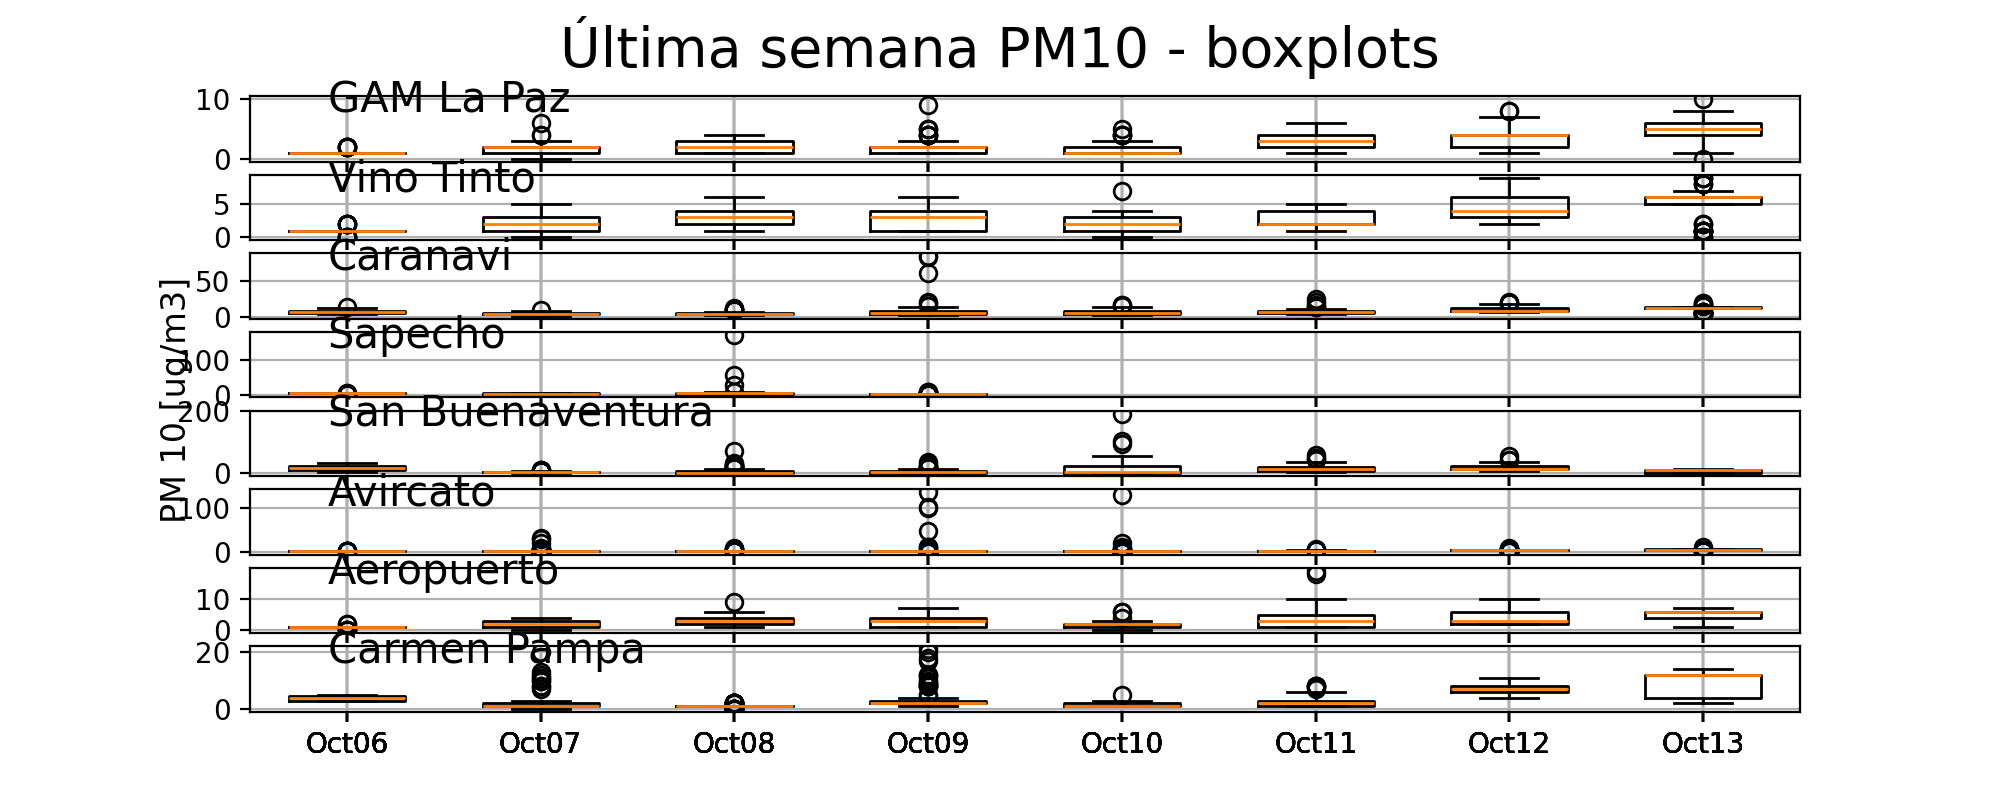 Última semana PM10 - boxplots
GAM La Paz
10
0
Vino Tinto
5
0
Caranavi
50
0
Sapecho
100
0
San Buenaventura
200
0
Avircato
100
0
Aeropuerto
10
0
Carmen Pampa
20
0
PM 10 [ug/m3]
Oct06 Oct07 Oct08 Oct09 Oct10 Oct11 Oct12 Oct13